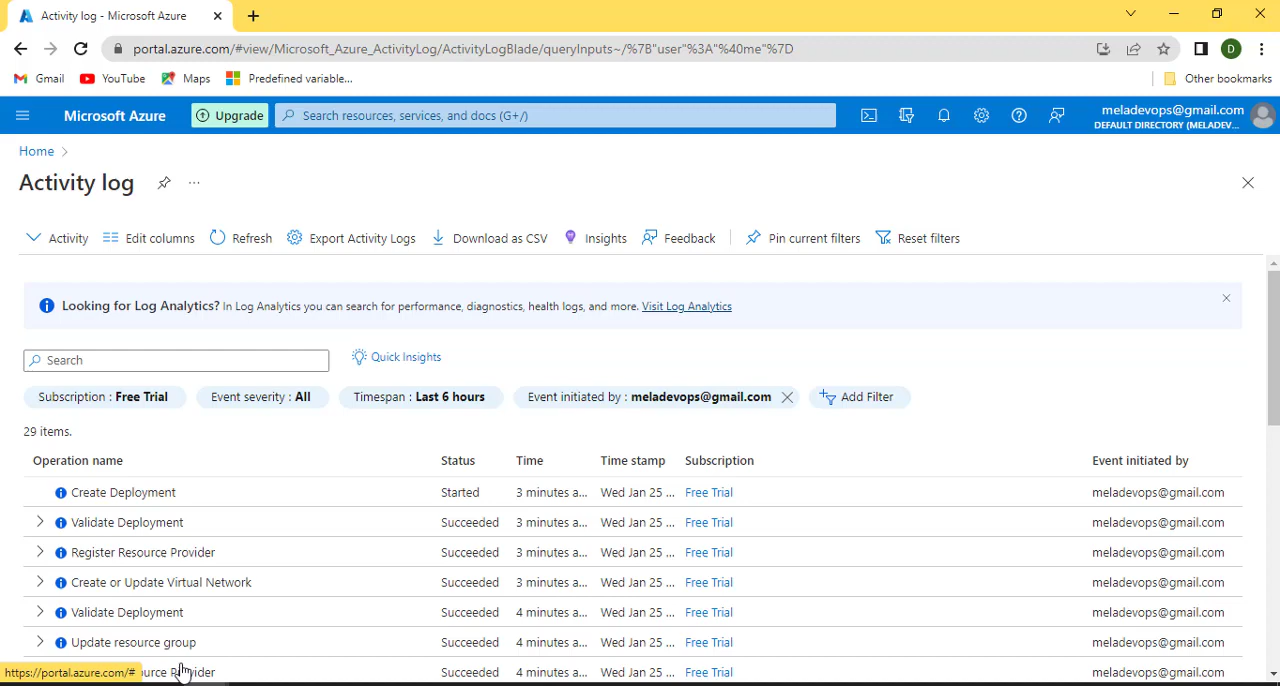 Activity log - Microsoft Azure
portal.azure.com/#view/Microsoft_Azure_ActivityLog/ActivityLogBlade/queryInputs~/%7B"user"%3A"%40me"%7D
D
Gmail YouTube Maps Predefined variable... Other bookmarks
Microsoft Azure Upgrade Search resources, services, and docs (G+/) meladevops@gmail.com
DEFAULT DIRECTORY (MELADEV...
Home
Activity log ...
Activity Edit columns Refresh Export Activity Logs Download as CSV Insights Feedback Pin current filters Reset filters
Looking for Log Analytics? In Log Analytics you can search for performance, diagnostics, health logs, and more. Visit Log Analytics
Search Quick Insights
Subscription : Free Trial Event severity : All Timespan : Last 6 hours Event initiated by : meladevops@gmail.com Add Filter
29 items.
Operation name Status Time Time stamp Subscription Event initiated by
Create Deployment Started 3 minutes a... Wed Jan 25 ... Free Trial meladevops@gmail.com
Validate Deployment Succeeded 3 minutes a... Wed Jan 25 ... Free Trial meladevops@gmail.com
Register Resource Provider Succeeded 3 minutes a... Wed Jan 25 ... Free Trial meladevops@gmail.com
Create or Update Virtual Network Succeeded 3 minutes a... Wed Jan 25 ... Free Trial meladevops@gmail.com
Validate Deployment Succeeded 4 minutes a... Wed Jan 25 ... Free Trial meladevops@gmail.com
Update resource group Succeeded 4 minutes a... Wed Jan 25 ... Free Trial meladevops@gmail.com
https://portal.azure.com/# ource Provider Succeeded 4 minutes a... Wed Jan 25 ... Free Trial meladevops@gmail.com